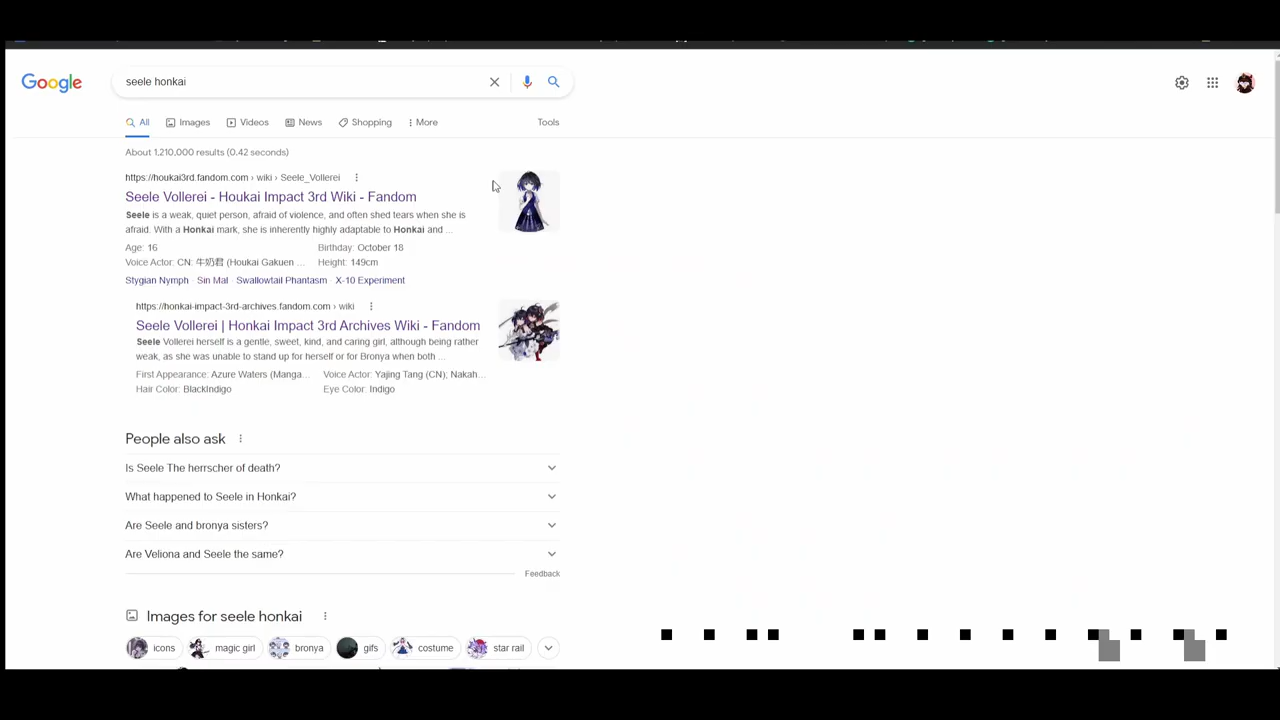 Google
seele honkai
All Images Videos News Shopping More Tools
About 1,210,000 results (0.42 seconds)
https://houkai3rd.fandom.com › wiki › Seele_Vollerei
Seele Vollerei - Houkai Impact 3rd Wiki - Fandom
Seele is a weak, quiet person, afraid of violence, and often shed tears when she is
afraid. With a Honkai mark, she is inherently highly adaptable to Honkai and ...
Age: 16 Birthday: October 18
Voice Actor: CN: 牛奶君 (Houkai Gakuen ... Height: 149cm
Stygian Nymph · Sin Mal · Swallowtail Phantasm · X-10 Experiment
https://honkai-impact-3rd-archives.fandom.com › wiki
Seele Vollerei | Honkai Impact 3rd Archives Wiki - Fandom
Seele Vollerei herself is a gentle, sweet, kind, and caring girl, although being rather
weak, as she was unable to stand up for herself or for Bronya when both ...
First Appearance: Azure Waters (Manga... Voice Actor: Yajing Tang (CN); Nakah...
Hair Color: BlackIndigo Eye Color: Indigo
People also ask
Is Seele The herrscher of death?
What happened to Seele in Honkai?
Are Seele and bronya sisters?
Are Veliona and Seele the same?
Feedback
Images for seele honkai
icons magic girl bronya gifs costume star rail